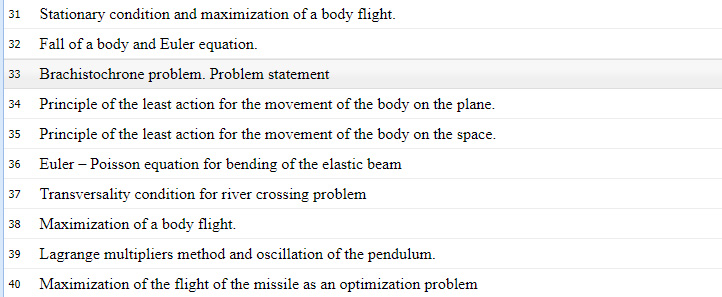 31 Stationary condition and maximization of a body flight.
32 Fall of a body and Euler equation.
33 Brachistochrone problem. Problem statement
34 Principle of the least action for the movement of the body on the plane.
35 Principle of the least action for the movement of the body on the space.
36 Euler – Poisson equation for bending of the elastic beam
37 Transversality condition for river crossing problem
38 Maximization of a body flight.
39 Lagrange multipliers method and oscillation of the pendulum.
40 Maximization of the flight of the missile as an optimization problem